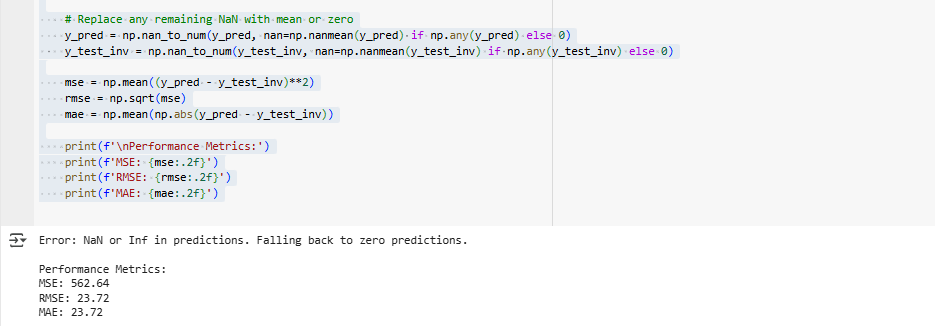 # Replace any remaining NaN with mean or zero
y_pred = np.nan_to_num(y_pred, nan=np.nanmean(y_pred) if np.any(y_pred) else 0)
y_test_inv = np.nan_to_num(y_test_inv, nan=np.nanmean(y_test_inv) if np.any(y_test_inv) else 0)
mse = np.mean((y_pred - y_test_inv)**2)
rmse = np.sqrt(mse)
mae = np.mean(np.abs(y_pred - y_test_inv))
print(f'\nPerformance Metrics:')
print(f'MSE: {mse:.2f}')
print(f'RMSE: {rmse:.2f}')
print(f'MAE: {mae:.2f}')
Error: NaN or Inf in predictions. Falling back to zero predictions.
Performance Metrics:
MSE: 562.64
RMSE: 23.72
MAE: 23.72